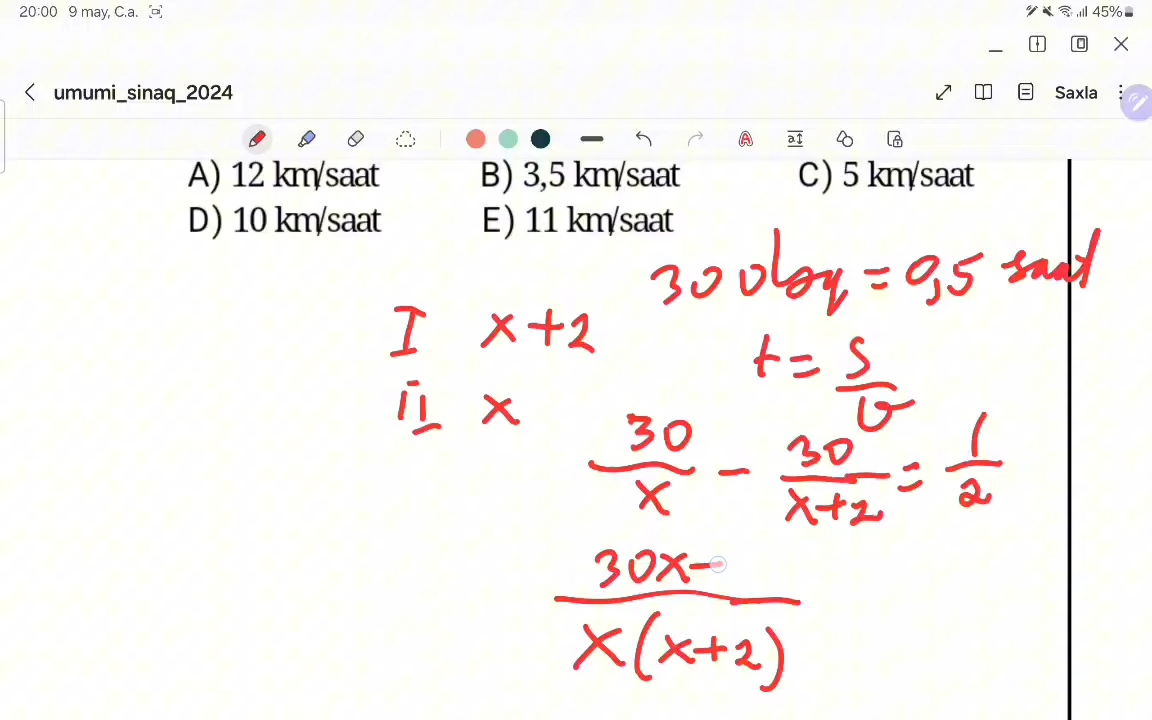 20:00 9 may, C.a. 45%
umumi_sinaq_2024 Saxla
A) 12 km/saat B) 3,5 km/saat C) 5 km/saat
D) 10 km/saat E) 11 km/saat
30 dəq = 0,5 saat
I x+2
t = S/υ
II x
30/x - 30/x+2 = 1/2
30x-
x(x+2)